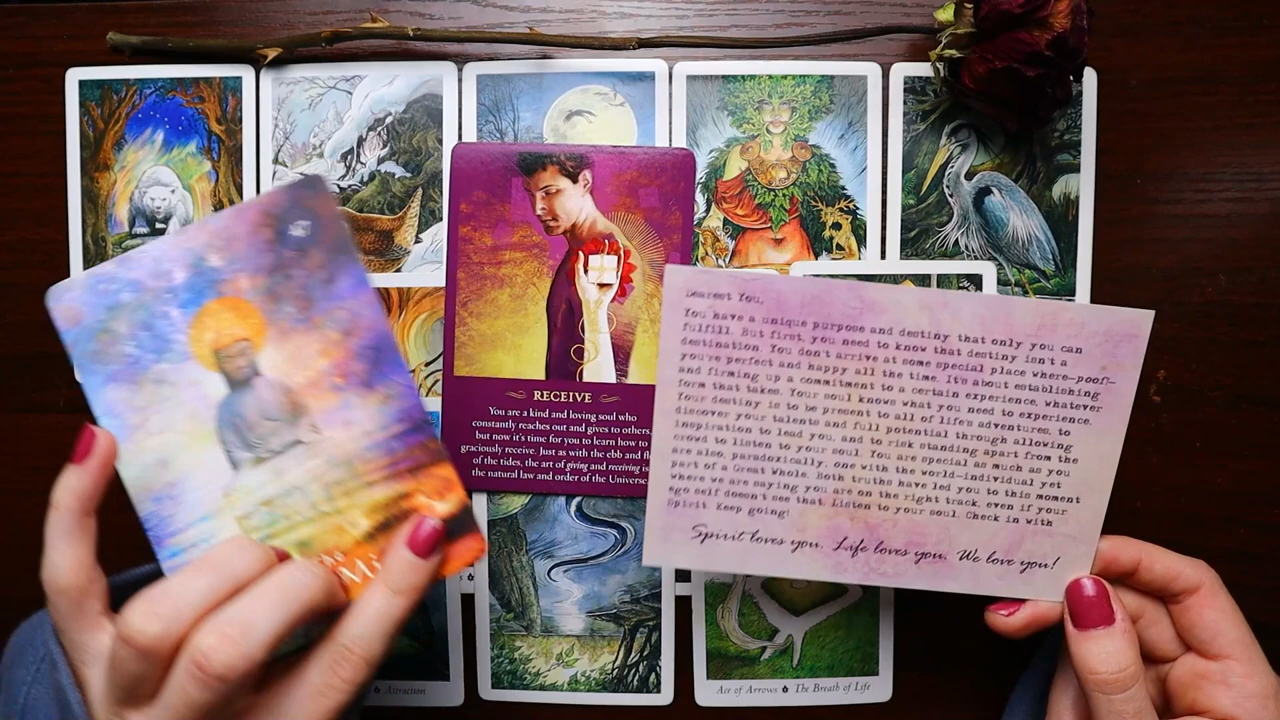 RECEIVE
You are a kind and loving soul who
constantly reaches out and gives to others,
but now it's time for you to learn how to
graciously receive. Just as with the ebb and
of the tides, the art of giving and receiving is
the natural law and order of the Universe.
Dearest You,
You have a unique purpose and destiny that only you can
fulfill. But first, you need to know that destiny isn't a
destination. You don't arrive at some special place where—poof!—
you're perfect and happy all the time. It's about establishing
and firming up a commitment to a certain experience, whatever
form that takes. Your soul knows what you need to experience.
Your destiny is to be present to all of life's adventures, to
discover your talents and full potential through allowing
inspiration to lead you, and to risk standing apart from the
crowd to listen to your soul. You are special as much as you
are also, paradoxically, one with the world—individual yet
part of a Great Whole. Both truths have led you to this moment
where we are saying you are on the right track, even if your
ego self doesn't see that. Listen to your soul. Check in with
Spirit. Keep going!
Spirit loves you. Life loves you. We love you!
Attraction
Ace of Arrows The Breath of Life